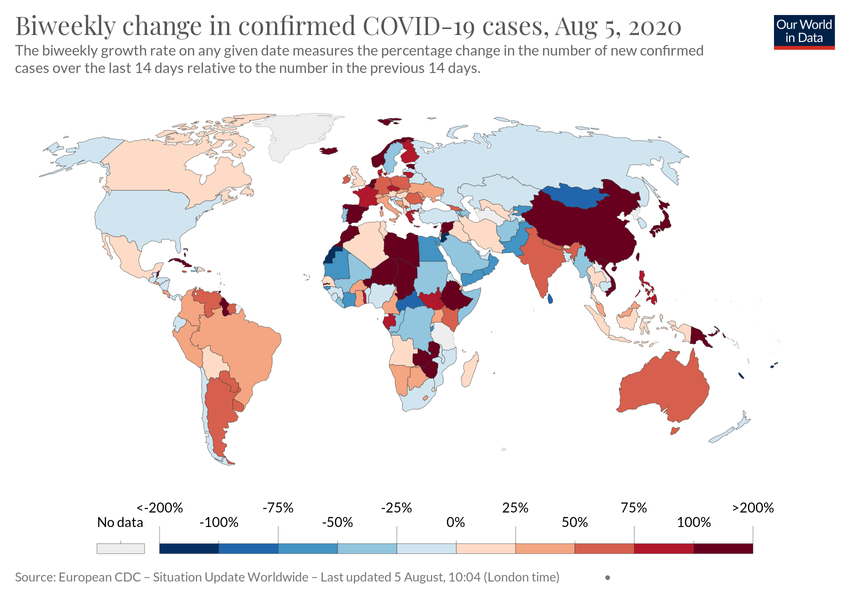 Biweekly change in confirmed COVID-19 cases, Aug 5, 2020
Our World
in Data
The biweekly growth rate on any given date measures the percentage change in the number of new confirmed
cases over the last 14 days relative to the number in the previous 14 days.
<-200% -75% -25% 25% 75% >200%
No data -100% -50% 0% 50% 100%
Source: European CDC – Situation Update Worldwide – Last updated 5 August, 10:04 (London time) •